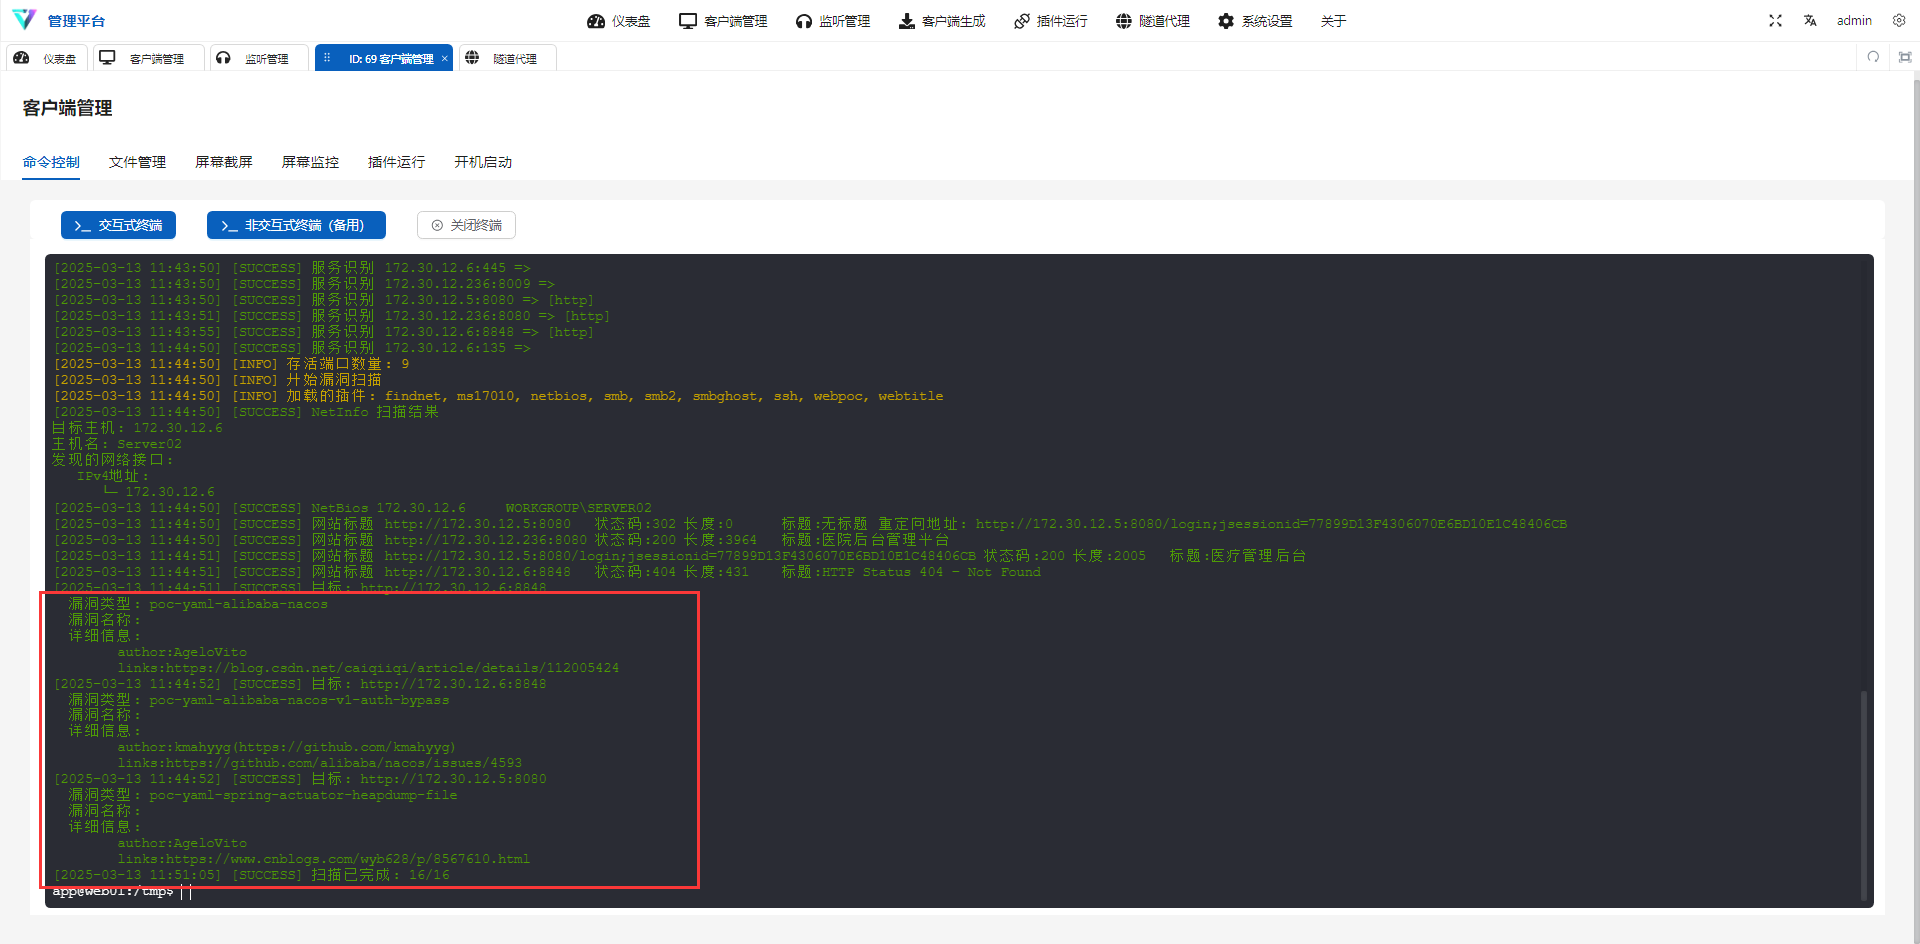 管理平台
仪表盘 客户端管理 监听管理 客户端生成 插件运行 隧道代理 系统设置 关于
admin
仪表盘 客户端管理 监听管理 ID: 69 客户端管理 × 隧道代理
客户端管理
命令控制 文件管理 屏幕截屏 屏幕监控 插件运行 开机启动
交互式终端 非交互式终端（备用） 关闭终端
[2025-03-13 11:43:50] [SUCCESS] 服务识别 172.30.12.6:445 =>
[2025-03-13 11:43:50] [SUCCESS] 服务识别 172.30.12.236:8009 =>
[2025-03-13 11:43:50] [SUCCESS] 服务识别 172.30.12.5:8080 => [http]
[2025-03-13 11:43:51] [SUCCESS] 服务识别 172.30.12.236:8080 => [http]
[2025-03-13 11:43:55] [SUCCESS] 服务识别 172.30.12.6:8848 => [http]
[2025-03-13 11:44:50] [SUCCESS] 服务识别 172.30.12.6:135 =>
[2025-03-13 11:44:50] [INFO] 存活端口数量: 9
[2025-03-13 11:44:50] [INFO] 开始漏洞扫描
[2025-03-13 11:44:50] [INFO] 加载的插件: findnet, ms17010, netbios, smb, smb2, smbghost, ssh, webpoc, webtitle
[2025-03-13 11:44:50] [SUCCESS] NetInfo 扫描结果
目标主机: 172.30.12.6
主机名: Server02
发现的网络接口:
IPv4地址:
└─ 172.30.12.6
[2025-03-13 11:44:50] [SUCCESS] NetBios 172.30.12.6 WORKGROUP\SERVER02
[2025-03-13 11:44:50] [SUCCESS] 网站标题 http://172.30.12.5:8080 状态码:302 长度:0 标题:无标题 重定向地址: http://172.30.12.5:8080/login;jsessionid=77899D13F4306070E6BD10E1C48406CB
[2025-03-13 11:44:50] [SUCCESS] 网站标题 http://172.30.12.236:8080 状态码:200 长度:3964 标题:医院后台管理平台
[2025-03-13 11:44:51] [SUCCESS] 网站标题 http://172.30.12.5:8080/login;jsessionid=77899D13F4306070E6BD10E1C48406CB 状态码:200 长度:2005 标题:医疗管理后台
[2025-03-13 11:44:51] [SUCCESS] 网站标题 http://172.30.12.6:8848 状态码:404 长度:431 标题:HTTP Status 404 – Not Found
[2025-03-13 11:44:51] [SUCCESS] 目标: http://172.30.12.6:8848
漏洞类型: poc-yaml-alibaba-nacos
漏洞名称:
详细信息:
author:AgeloVito
links:https://blog.csdn.net/caiqiiqi/article/details/112005424
[2025-03-13 11:44:52] [SUCCESS] 目标: http://172.30.12.6:8848
漏洞类型: poc-yaml-alibaba-nacos-v1-auth-bypass
漏洞名称:
详细信息:
author:kmahyyg(https://github.com/kmahyyg)
links:https://github.com/alibaba/nacos/issues/4593
[2025-03-13 11:44:52] [SUCCESS] 目标: http://172.30.12.5:8080
漏洞类型: poc-yaml-spring-actuator-heapdump-file
漏洞名称:
详细信息:
author:AgeloVito
links:https://www.cnblogs.com/wyb628/p/8567610.html
[2025-03-13 11:51:05] [SUCCESS] 扫描已完成: 16/16
app@web01:/tmp$